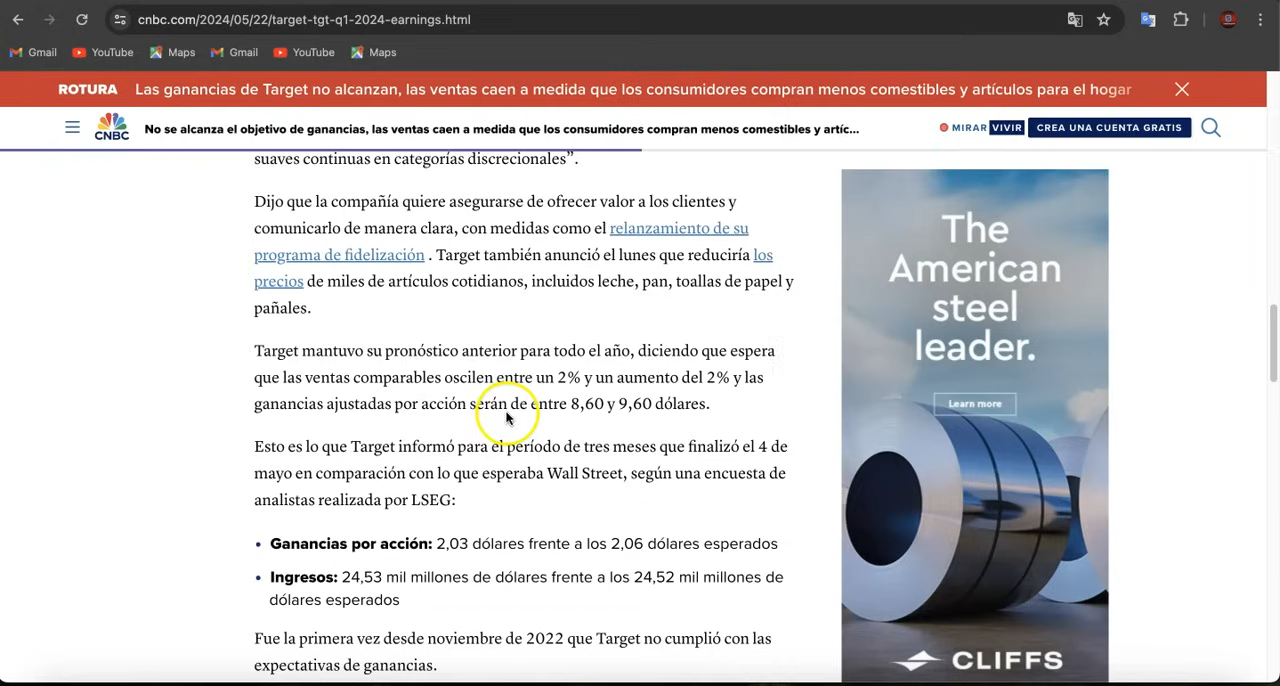 cnbc.com/2024/05/22/target-tgt-q1-2024-earnings.html
Gmail YouTube Maps Gmail YouTube Maps
ROTURA Las ganancias de Target no alcanzan, las ventas caen a medida que los consumidores compran menos comestibles y artículos para el hogar
CNBC No se alcanza el objetivo de ganancias, las ventas caen a medida que los consumidores compran menos comestibles y artíc... MIRAR VIVIR CREA UNA CUENTA GRATIS
suaves continuas en categorías discrecionales”.
Dijo que la compañía quiere asegurarse de ofrecer valor a los clientes y
comunicarlo de manera clara, con medidas como el relanzamiento de su
programa de fidelización . Target también anunció el lunes que reduciría los
precios de miles de artículos cotidianos, incluidos leche, pan, toallas de papel y
pañales.
Target mantuvo su pronóstico anterior para todo el año, diciendo que espera
que las ventas comparables oscilen entre un 2% y un aumento del 2% y las
ganancias ajustadas por acción serán de entre 8,60 y 9,60 dólares.
Esto es lo que Target informó para el período de tres meses que finalizó el 4 de
mayo en comparación con lo que esperaba Wall Street, según una encuesta de
analistas realizada por LSEG:
• Ganancias por acción: 2,03 dólares frente a los 2,06 dólares esperados
• Ingresos: 24,53 mil millones de dólares frente a los 24,52 mil millones de
dólares esperados
Fue la primera vez desde noviembre de 2022 que Target no cumplió con las
expectativas de ganancias.
The
American
steel
leader.
Learn more
CLIFFS